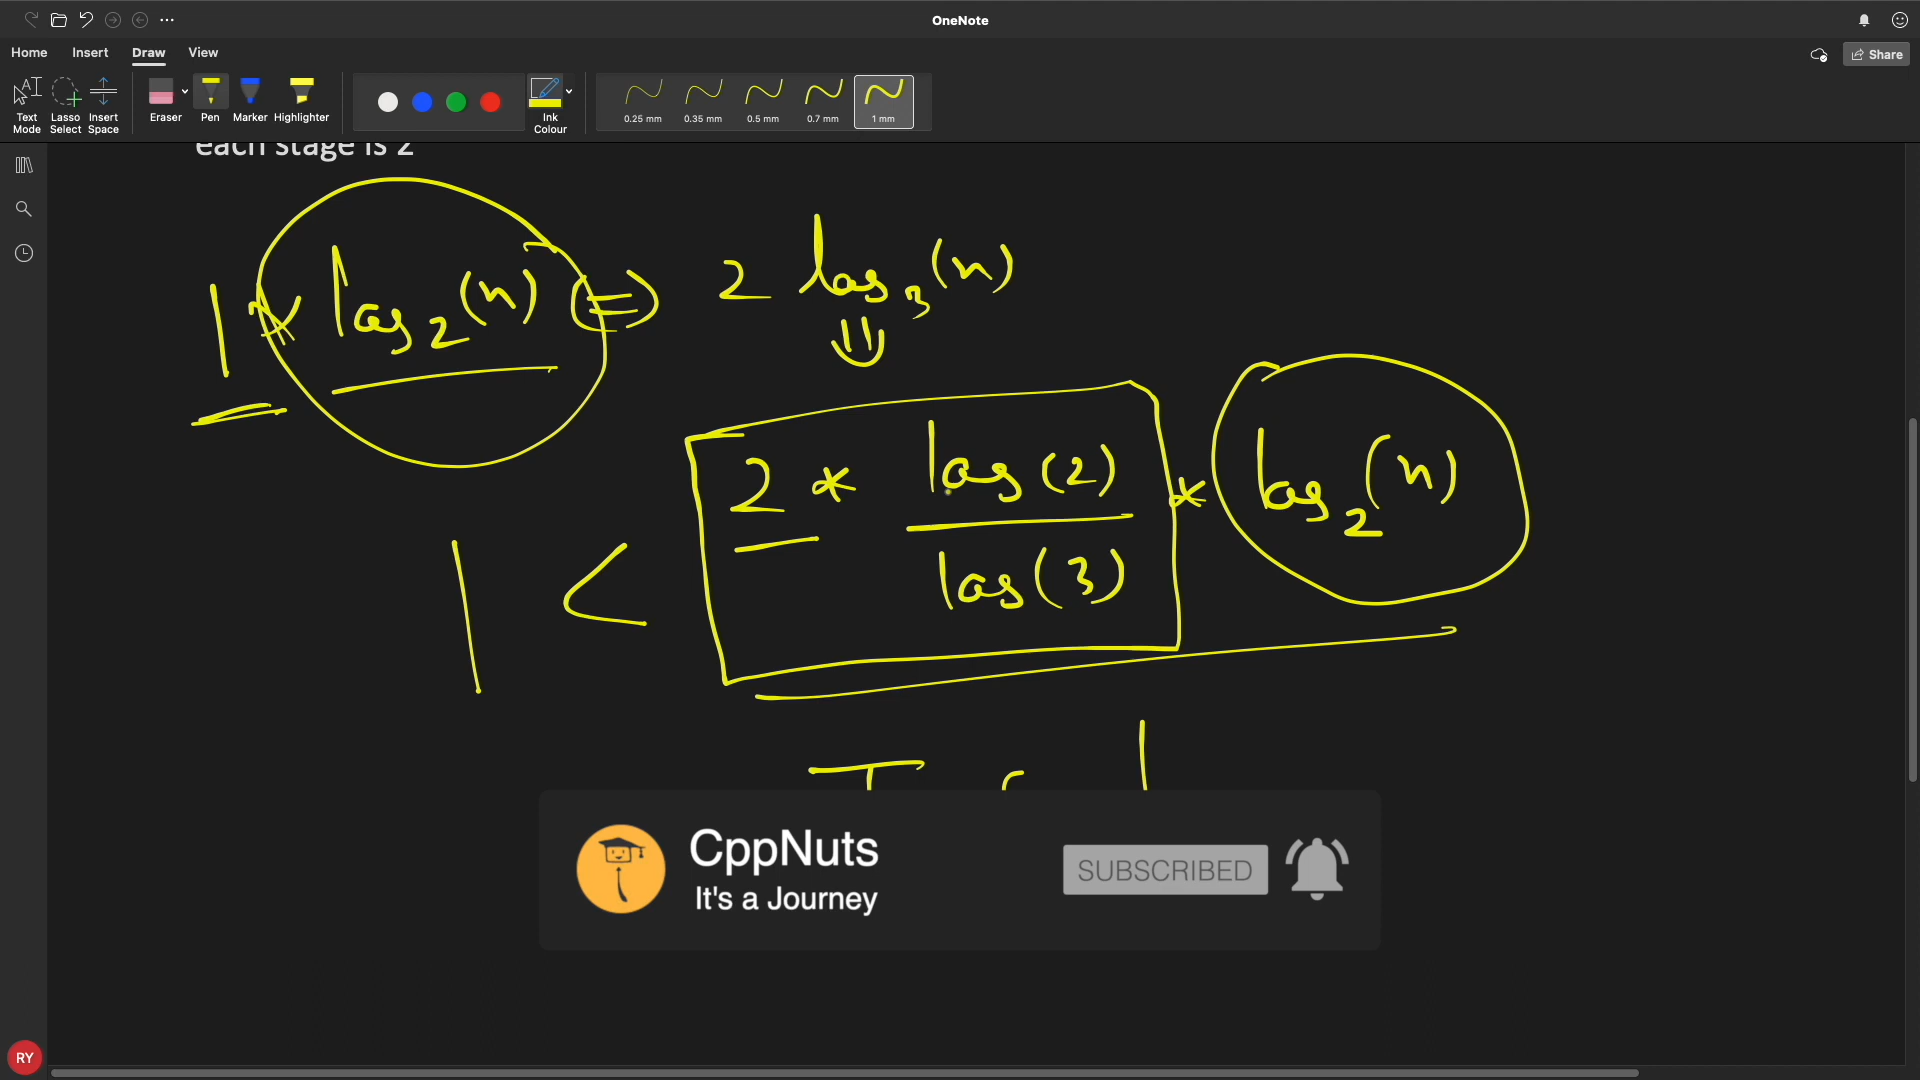 OneNote
Home Insert Draw View
Share
Text Mode Lasso Select Insert Space Eraser Pen Marker Highlighter Ink Colour 0.25 mm 0.35 mm 0.5 mm 0.7 mm 1 mm
each stage is 2
1 * log2(n) = 2 log3(n)
=
2 * log(2) * log2(n)
1 < log(3)
CppNuts
It's a Journey
SUBSCRIBED
RY